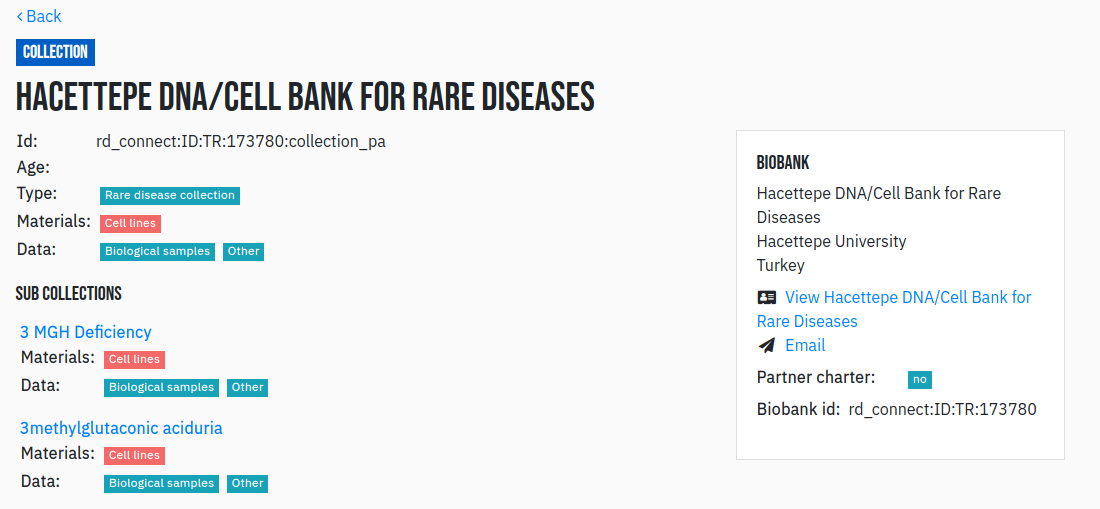 Back
COLLECTION
HACETTEPE DNA/CELL BANK FOR RARE DISEASES
Id: rd_connect:ID:TR:173780:collection_pa
Age:
Type: Rare disease collection
Materials: Cell lines
Data: Biological samples Other
SUB COLLECTIONS
3 MGH Deficiency
Materials: Cell lines
Data: Biological samples Other
3methylglutaconic aciduria
Materials: Cell lines
Data: Biological samples Other
BIOBANK
Hacettepe DNA/Cell Bank for Rare
Diseases
Hacettepe University
Turkey
View Hacettepe DNA/Cell Bank for
Rare Diseases
Email
Partner charter: no
Biobank id: rd_connect:ID:TR:173780